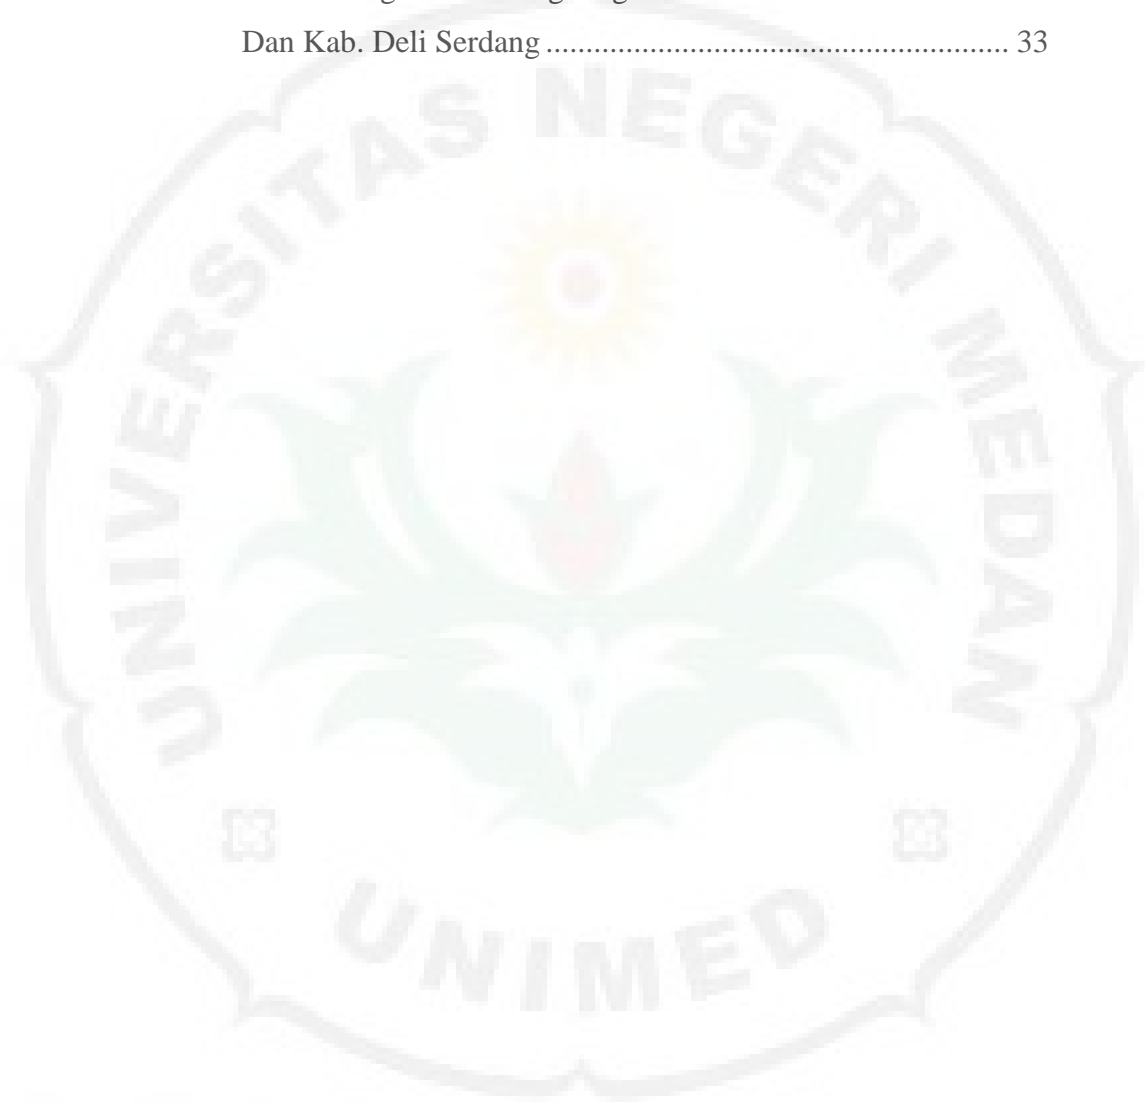 Dan Kab. Deli Serdang ........................................................ 33
UNIVERSITAS NEGERI MEDAN
UNIMED